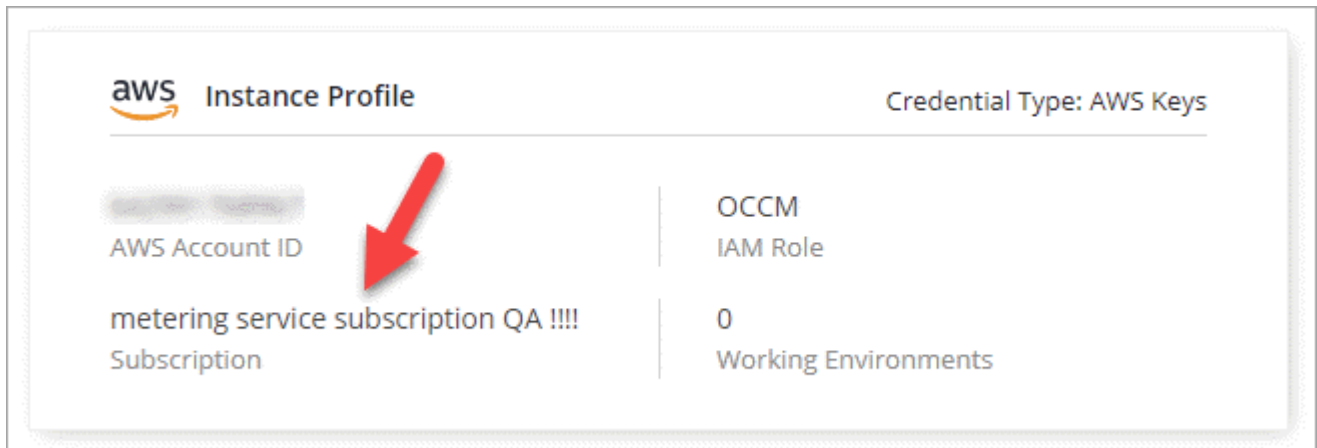 aws Instance Profile
Credential Type: AWS Keys
AWS Account ID
OCCM
IAM Role
metering service subscription QA !!!!
Subscription
0
Working Environments